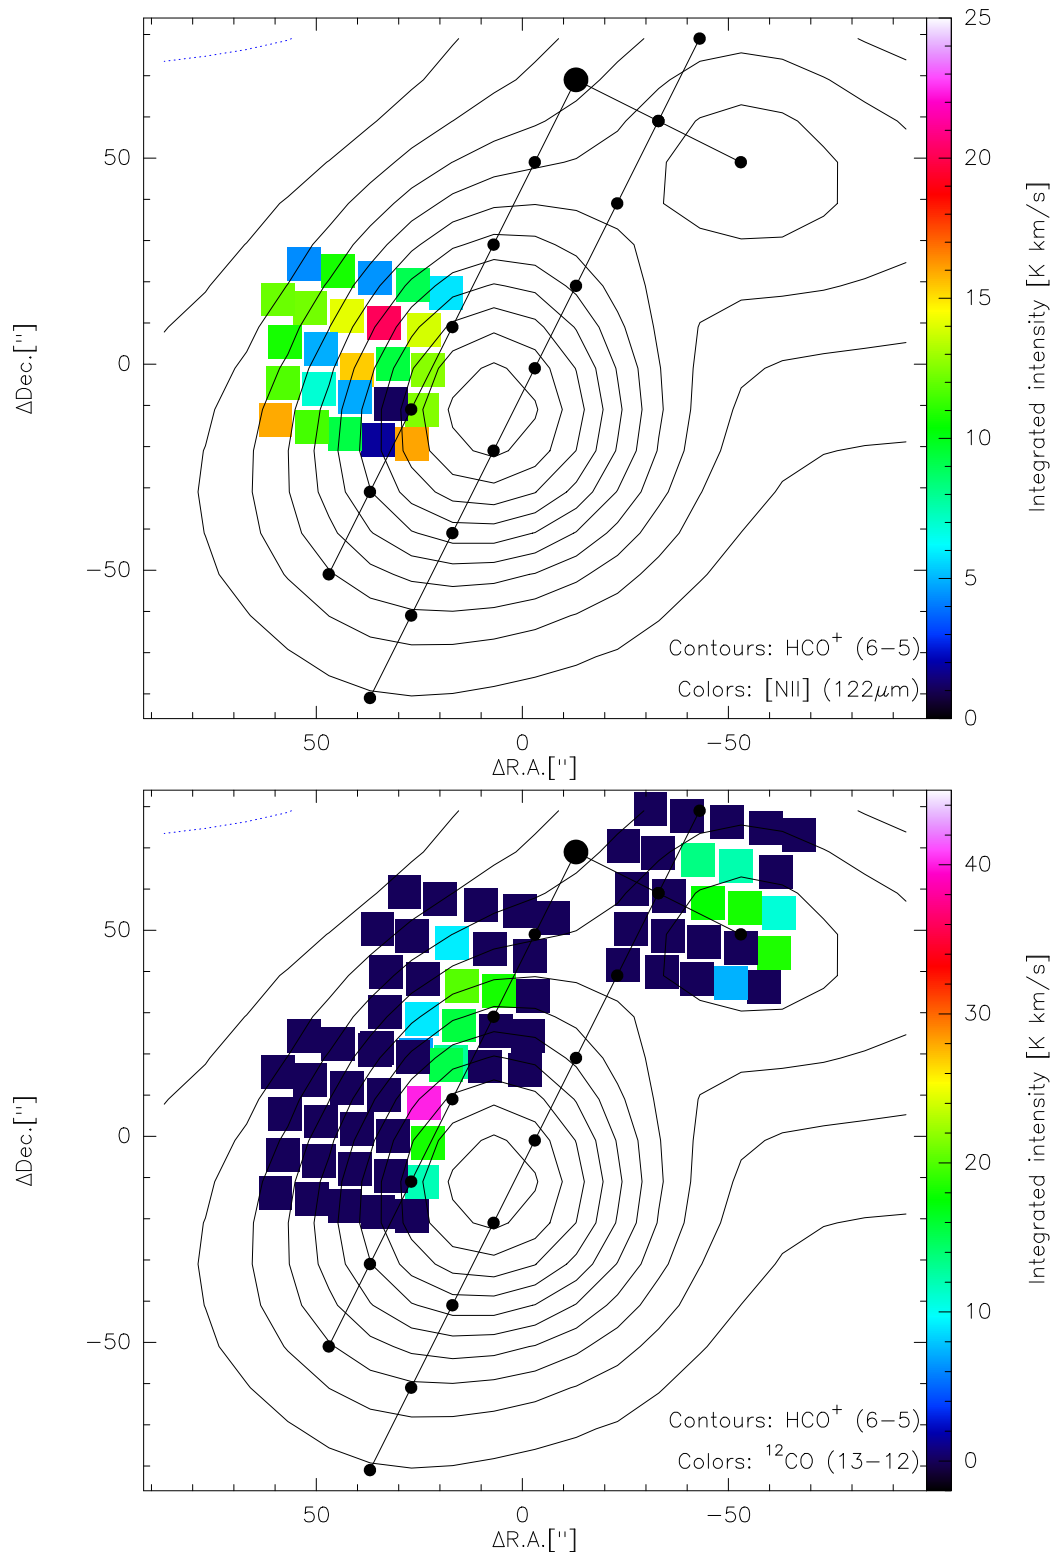 25
20
15
10
5
0
50
0
−50
ΔDec.["]
Integrated intensity [K km/s]
Contours: HCO⁺ (6−5)
Colors: [NII] (122μm)
50
0
−50
ΔR.A.["]
40
30
20
10
0
50
0
−50
ΔDec.["]
Integrated intensity [K km/s]
Contours: HCO⁺ (6−5)
Colors: ¹²CO (13−12)
50
0
−50
ΔR.A.["]